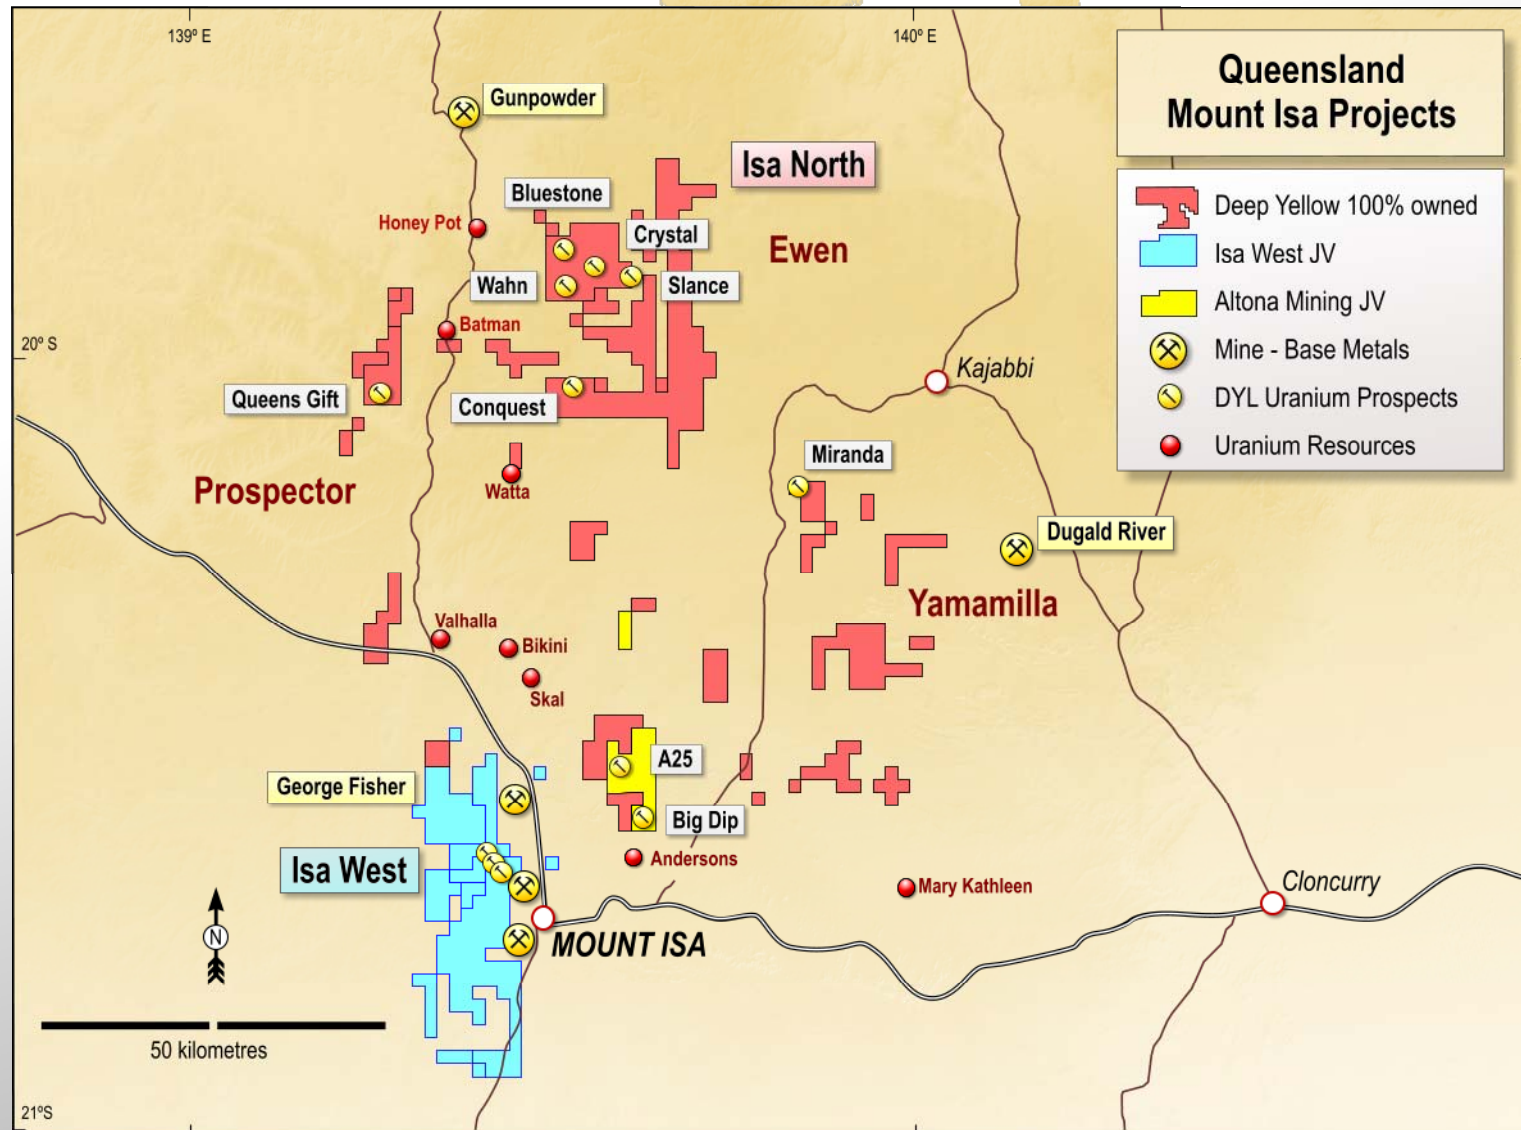 139° E
140° E
Queensland
Mount Isa Projects
Gunpowder
Isa North
Bluestone
Deep Yellow 100% owned
Honey Pot
Crystal
Ewen
Isa West JV
Wahn
Slance
Altona Mining JV
Batman
Mine - Base Metals
20° S
Kajabbi
Queens Gift
Conquest
DYL Uranium Prospects
Uranium Resources
Miranda
Prospector
Watta
Dugald River
Yamamilla
Valhalla
Bikini
Skal
A25
George Fisher
Big Dip
Isa West
Andersons
Mary Kathleen
Cloncurry
N
MOUNT ISA
50 kilometres
21°S